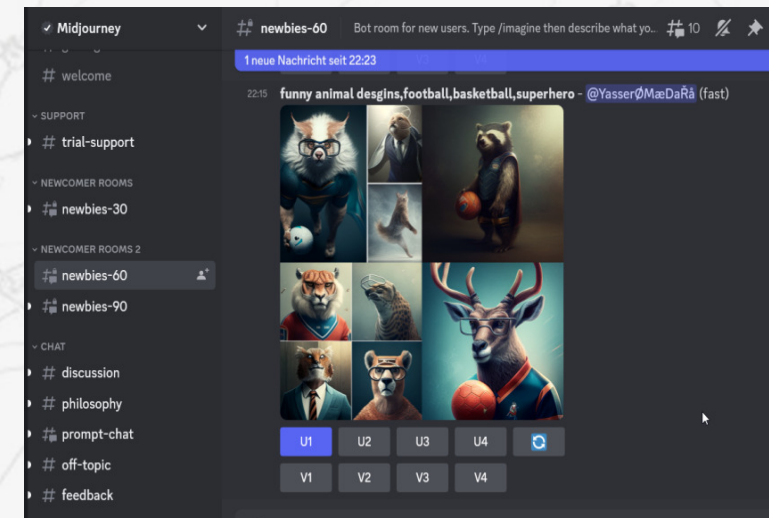 Midjourney
# welcome
SUPPORT
trial-support
NEWCOMER ROOMS
newbies-30
NEWCOMER ROOMS 2
newbies-60
newbies-90
CHAT
discussion
philosophy
prompt-chat
off-topic
feedback
newbies-60
Bot room for new users. Type /imagine then describe what yo...
10
1 neue Nachricht seit 22:23
V3 V4
22:15 funny animal desgins,football,basketball,superhero - @YasserØMæDaŘå (fast)
U1 U2 U3 U4
V1 V2 V3 V4